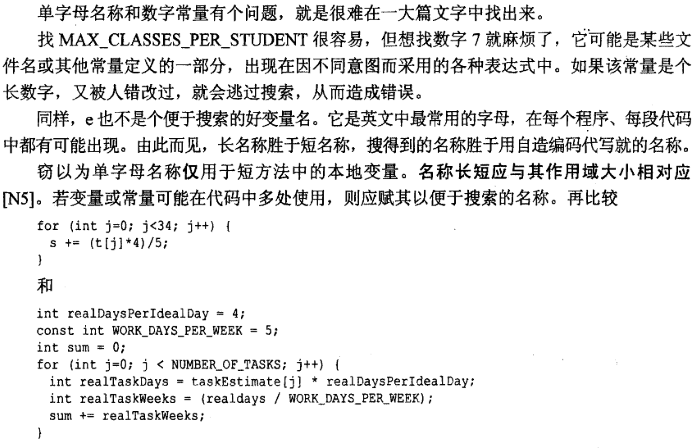 单字母名称和数字常量有个问题，就是很难在一大篇文字中找出来。
找 MAX_CLASSES_PER_STUDENT 很容易，但想找数字 7 就麻烦了，它可能是某些文
件名或其他常量定义的一部分，出现在因不同意图而采用的各种表达式中。如果该常量是个
长数字，又被人错改过，就会逃过搜索，从而造成错误。
同样，e 也不是个便于搜索的好变量名。它是英文中最常用的字母，在每个程序、每段代码
中都有可能出现。由此而见，长名称胜于短名称，搜得到的名称胜于用自造编码代写就的名称。
窃以为单字母名称仅用于短方法中的本地变量。名称长短应与其作用域大小相对应
[N5]。若变量或常量可能在代码中多处使用，则应赋其以便于搜索的名称。再比较
for (int j=0; j<34; j++) {
s += (t[j]*4)/5;
}
和
int realDaysPerIdealDay = 4;
const int WORK_DAYS_PER_WEEK = 5;
int sum = 0;
for (int j=0; j < NUMBER_OF_TASKS; j++) {
int realTaskDays = taskEstimate[j] * realDaysPerIdealDay;
int realTaskWeeks = (realdays / WORK_DAYS_PER_WEEK);
sum += realTaskWeeks;
}